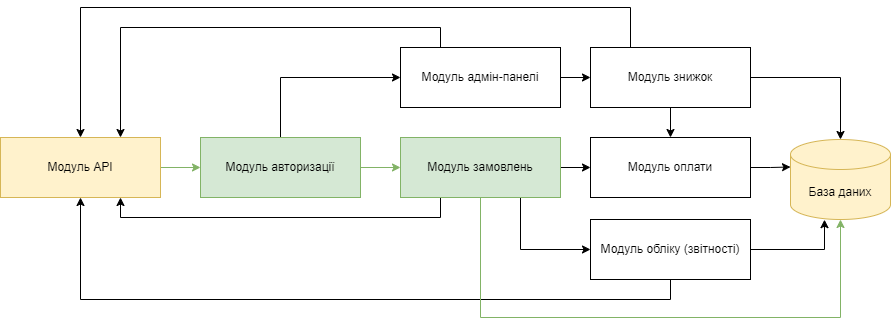 Модуль адмін-панелі
Модуль знижок
Модуль API
Модуль авторизації
Модуль замовлень
Модуль оплати
База даних
Модуль обліку (звітності)